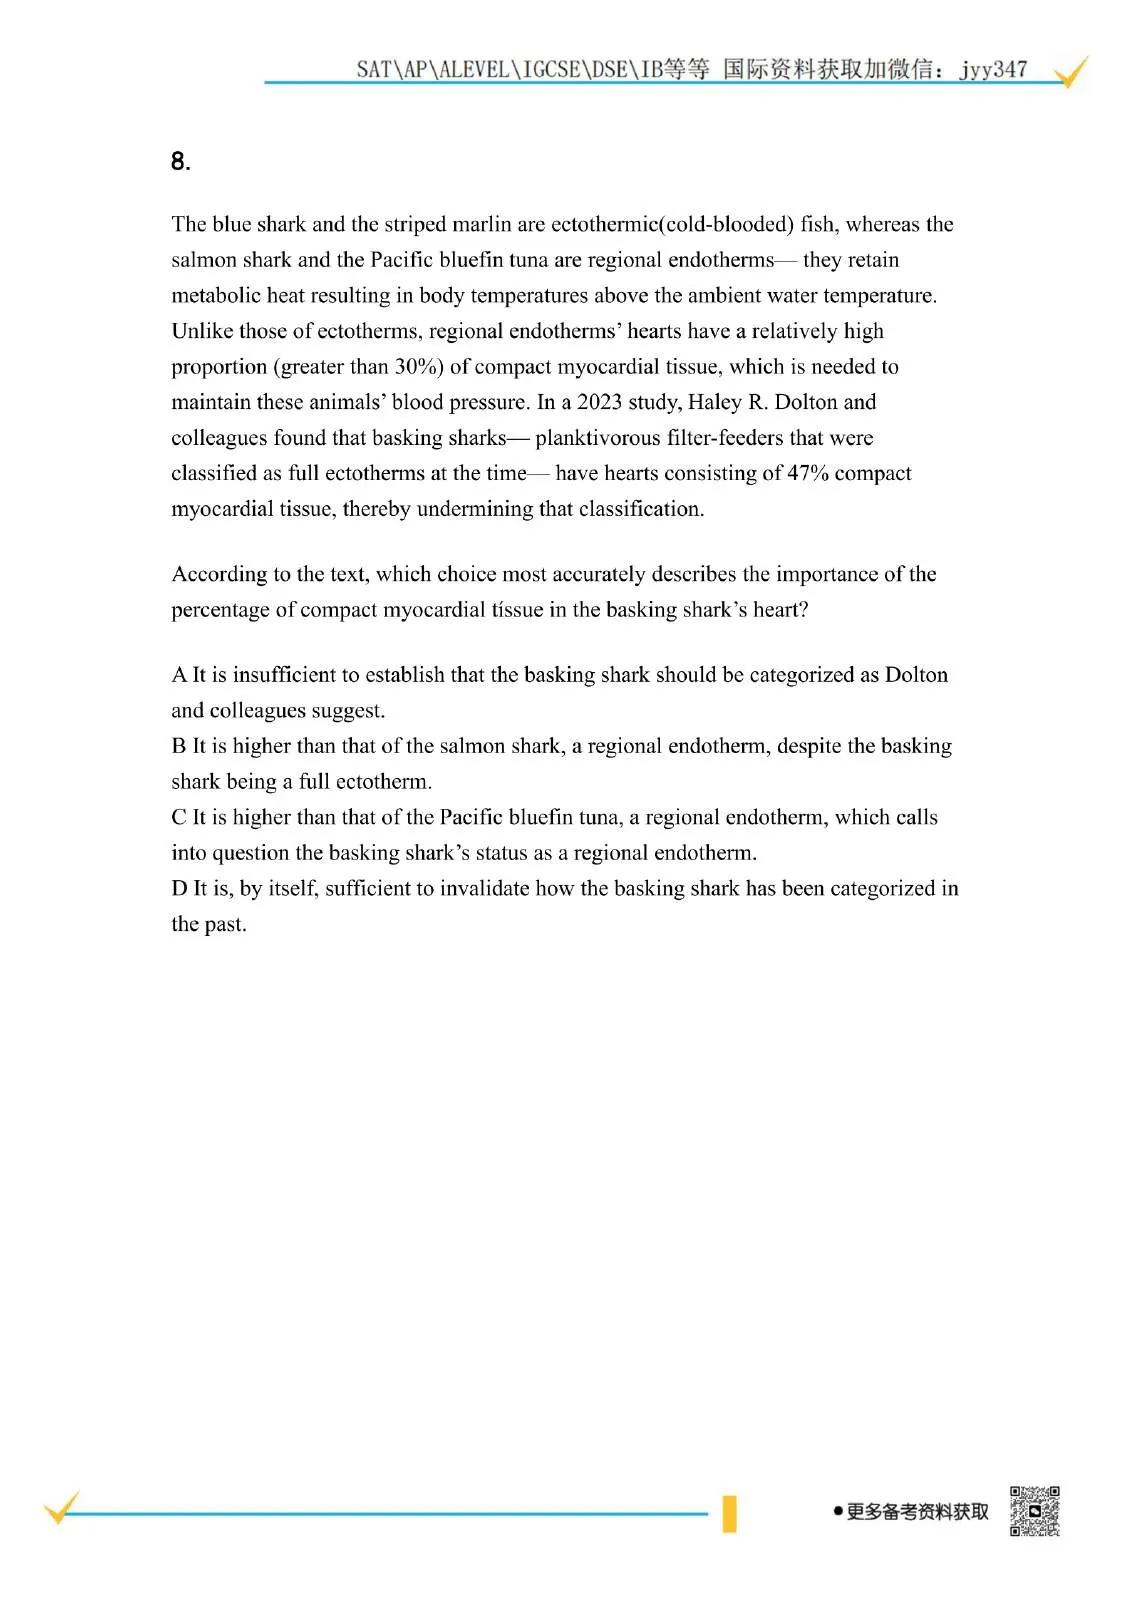 SAT\AP\ALEVEL\IGCSE\DSE\IB等等 国际资料获取加微信：jyy347
8.
The blue shark and the striped marlin are ectothermic(cold-blooded) fish, whereas the
salmon shark and the Pacific bluefin tuna are regional endotherms— they retain
metabolic heat resulting in body temperatures above the ambient water temperature.
Unlike those of ectotherms, regional endotherms’ hearts have a relatively high
proportion (greater than 30%) of compact myocardial tissue, which is needed to
maintain these animals’ blood pressure. In a 2023 study, Haley R. Dolton and
colleagues found that basking sharks— planktivorous filter-feeders that were
classified as full ectotherms at the time— have hearts consisting of 47% compact
myocardial tissue, thereby undermining that classification.
According to the text, which choice most accurately describes the importance of the
percentage of compact myocardial tíssue in the basking shark’s heart?
A It is insufficient to establish that the basking shark should be categorized as Dolton
and colleagues suggest.
B It is higher than that of the salmon shark, a regional endotherm, despite the basking
shark being a full ectotherm.
C It is higher than that of the Pacific bluefin tuna, a regional endotherm, which calls
into question the basking shark’s status as a regional endotherm.
D It is, by itself, sufficient to invalidate how the basking shark has been categorized in
the past.
●更多备考资料获取